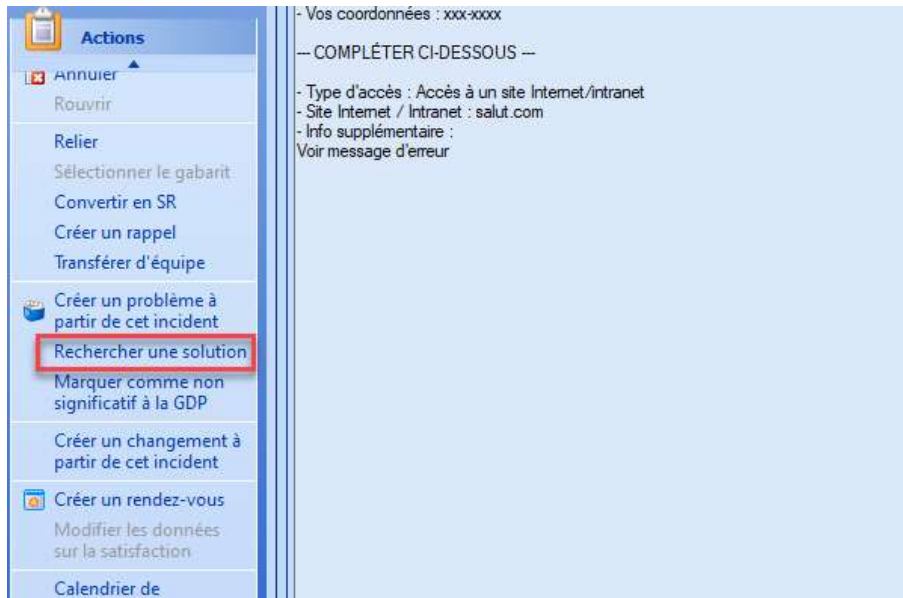 Actions
Annuler
Rouvrir
Relier
Sélectionner le gabarit
Convertir en SR
Créer un rappel
Transférer d'équipe
Créer un problème à
partir de cet incident
Rechercher une solution
Marquer comme non
significatif à la GDP
Créer un changement à
partir de cet incident
Créer un rendez-vous
Modifier les données
sur la satisfaction
Calendrier de
- Vos coordonnées : xxx-xxxx
--- COMPLÉTER CI-DESSOUS ---
- Type d'accès : Accès à un site Internet/intranet
- Site Internet / Intranet : salut.com
- Info supplémentaire :
Voir message d'erreur